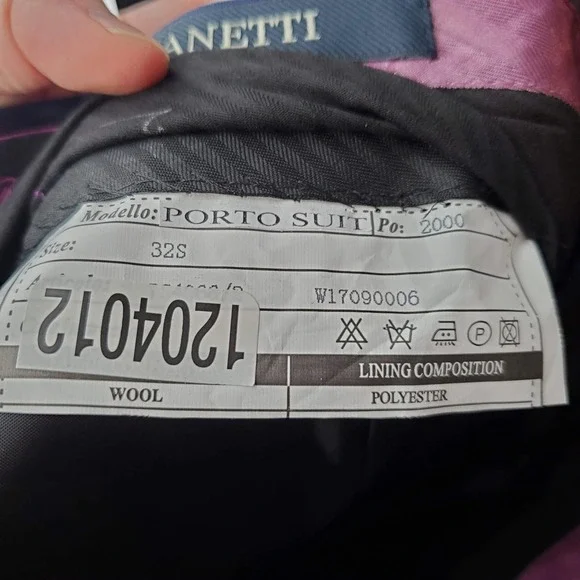 ANETTI
Modello: PORTO SUIT Po: 2000
Size: 32S
W17090006
1204012
LINING COMPOSITION
WOOL POLYESTER